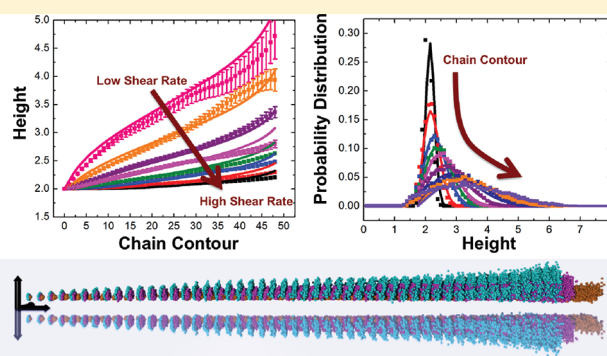 5.0
4.5
4.0
3.5
3.0
2.5
2.0
1.5
Height
Low Shear Rate
High Shear Rate
0 5 10 15 20 25 30 35 40 45 50
Chain Contour
0.30
0.25
0.20
0.15
0.10
0.05
0.00
Probability Distribution
Chain Contour
0 1 2 3 4 5 6 7
Height